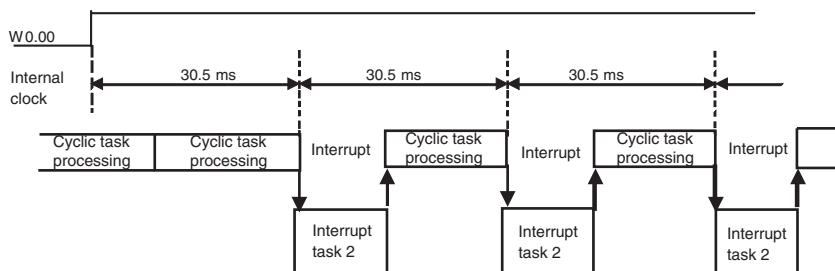 W0.00
Internal
clock
30.5 ms
30.5 ms
30.5 ms
Cyclic task
processing
Cyclic task
processing
Interrupt
Cyclic task
processing
Interrupt
Cyclic task
processing
Interrupt
Interrupt
task 2
Interrupt
task 2
Interrupt
task 2